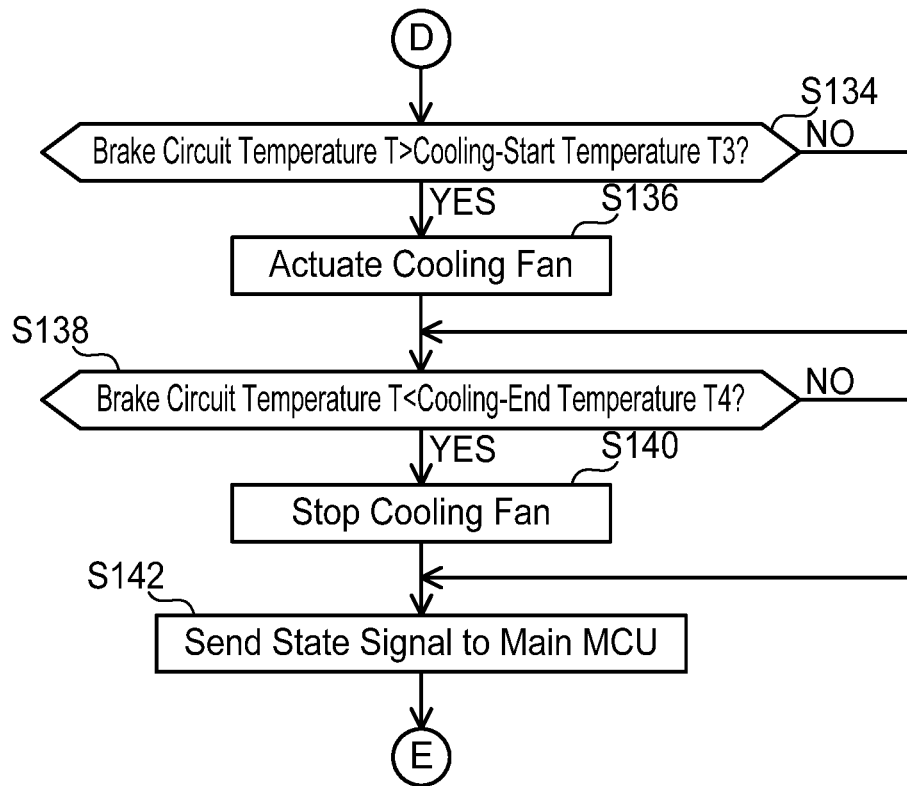 D
S134
Brake Circuit Temperature T>Cooling-Start Temperature T3?
NO
YES
S136
Actuate Cooling Fan
S138
Brake Circuit Temperature T<Cooling-End Temperature T4?
NO
YES
S140
Stop Cooling Fan
S142
Send State Signal to Main MCU
E